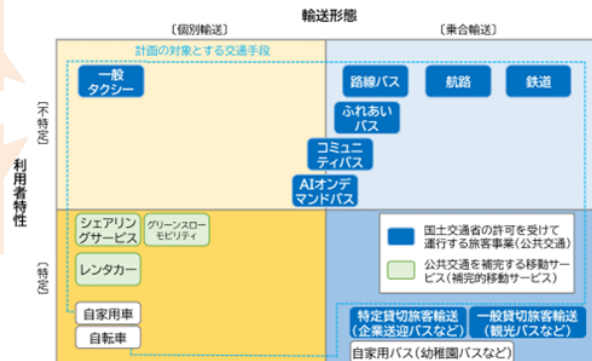 輸送形態
〔個別輸送〕
〔乗合輸送〕
計画の対象とする交通手段
一般
タクシー
路線バス
航路
鉄道
ふれあい
バス
コミュニ
ティバス
AIオンデ
マンドバス
利用者特性
〔不特定〕
〔特定〕
シェアリン
グサービス
グリーンスロー
モビリティ
レンタカー
自家用車
自転車
国土交通省の許可を受けて
運行する旅客事業(公共交通)
公共交通を補完する移動サー
ビス(補完的移動サービス)
特定貸切旅客輸送
(企業送迎バスなど)
一般貸切旅客輸送
(観光バスなど)
自家用バス(幼稚園バスなど)